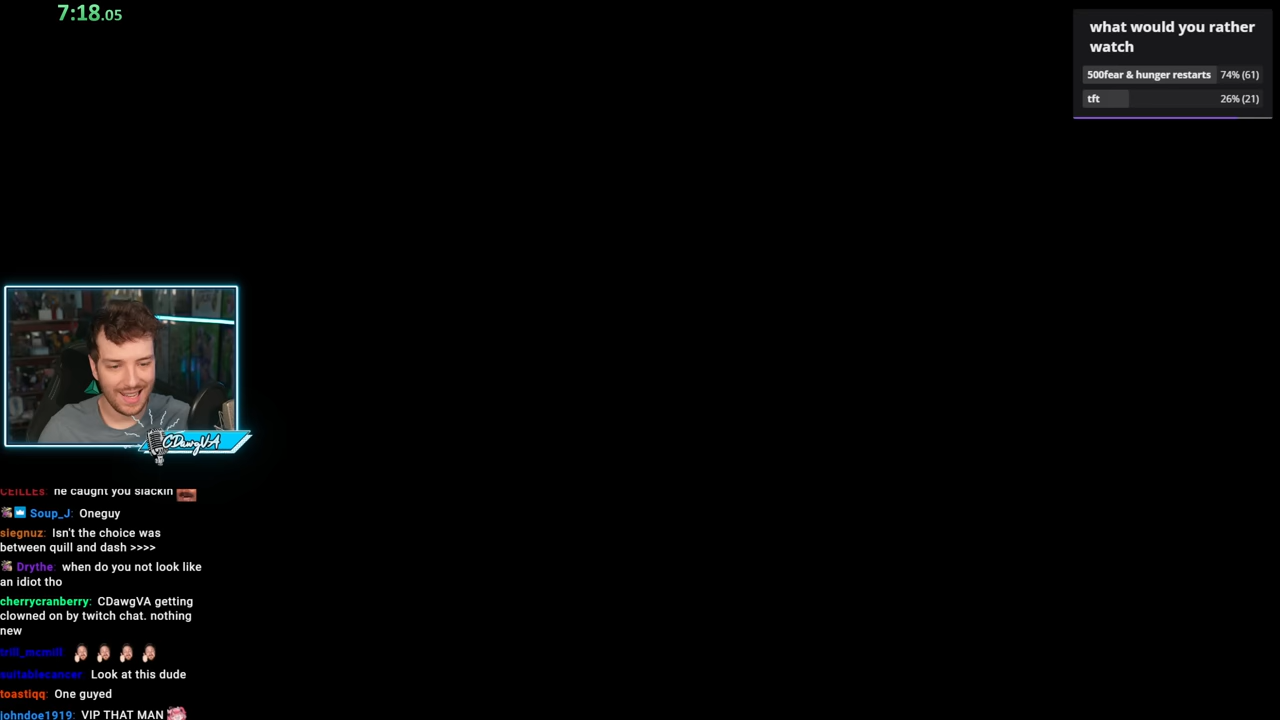 7:18.05
what would you rather
watch
500fear & hunger restarts 74% (61)
tft 26% (21)
CDawgVA
CEILLEs: he caught you slackin
Soup_J: Oneguy
siegnuz: Isn't the choice was
between quill and dash >>>>
Drythe: when do you not look like
an idiot tho
cherrycranberry: CDawgVA getting
clowned on by twitch chat. nothing
new
trill_mcmill
suitablecancer: Look at this dude
toastiqq: One guyed
johndoe1919: VIP THAT MAN